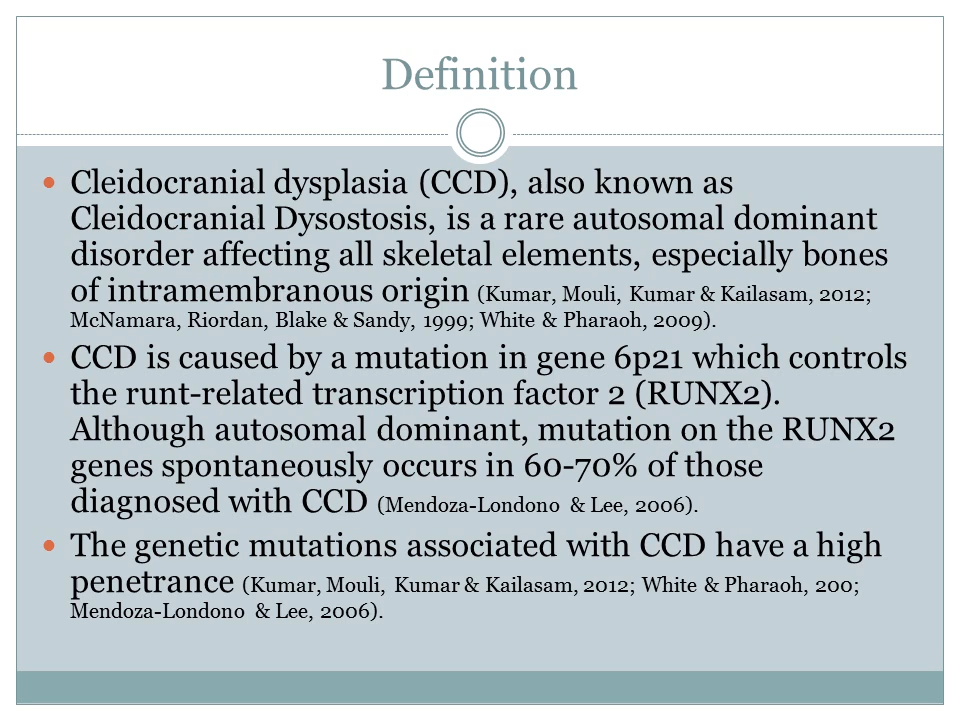 Definition
Cleidocranial dysplasia (CCD), also known as
Cleidocranial Dysostosis, is a rare autosomal dominant
disorder affecting all skeletal elements, especially bones
of intramembranous origin (Kumar, Mouli, Kumar & Kailasam, 2012;
McNamara, Riordan, Blake & Sandy, 1999; White & Pharaoh, 2009).
CCD is caused by a mutation in gene 6p21 which controls
the runt-related transcription factor 2 (RUNX2).
Although autosomal dominant, mutation on the RUNX2
genes spontaneously occurs in 60-70% of those
diagnosed with CCD (Mendoza-Londono & Lee, 2006).
The genetic mutations associated with CCD have a high
penetrance (Kumar, Mouli, Kumar & Kailasam, 2012; White & Pharaoh, 200;
Mendoza-Londono & Lee, 2006).